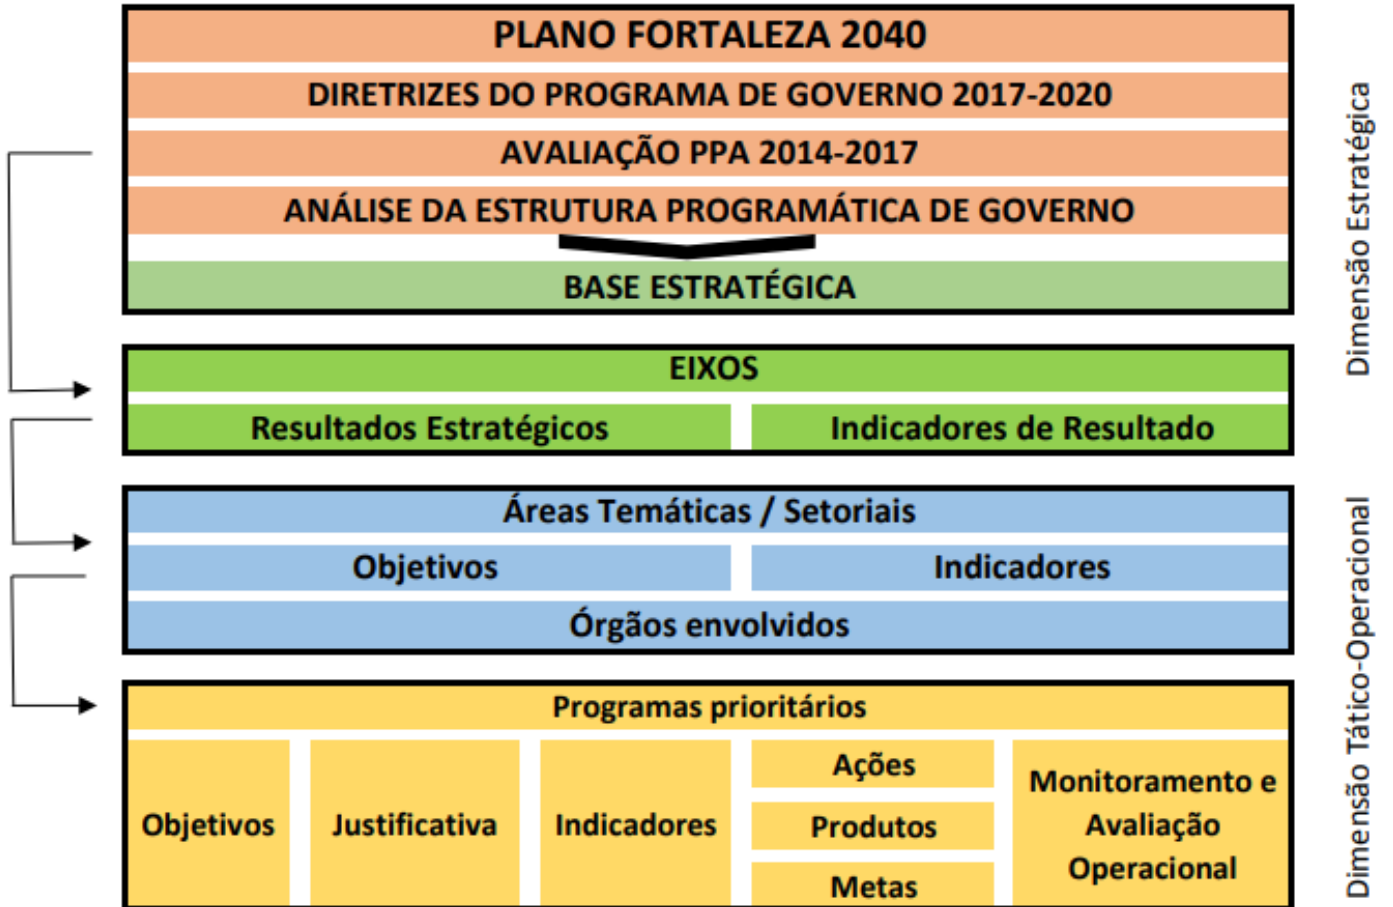 PLANO FORTALEZA 2040
DIRETRIZES DO PROGRAMA DE GOVERNO 2017-2020
AVALIAÇÃO PPA 2014-2017
ANÁLISE DA ESTRUTURA PROGRAMÁTICA DE GOVERNO
BASE ESTRATÉGICA
Dimensão Estratégica
EIXOS
Resultados Estratégicos
Indicadores de Resultado
Áreas Temáticas / Setoriais
Objetivos
Indicadores
Órgãos envolvidos
Programas prioritários
Objetivos
Justificativa
Indicadores
Ações
Produtos
Metas
Monitoramento e
Avaliação
Operacional
Dimensão Tático-Operacional